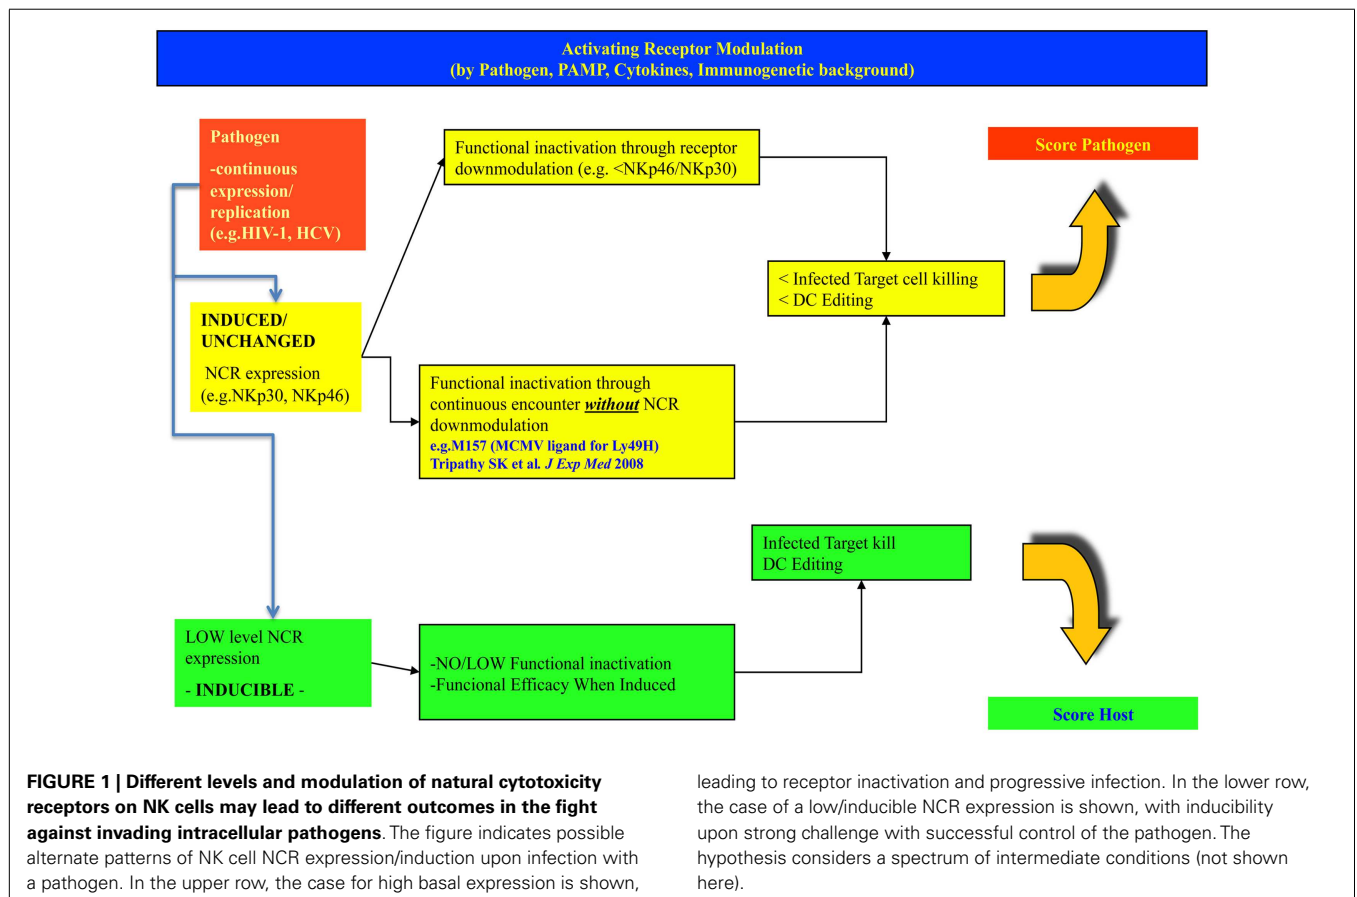 Activating Receptor Modulation
(by Pathogen, PAMP, Cytokines, Immunogenetic background)
Pathogen
-continuous
expression/
replication
(e.g.HIV-1, HCV)
Functional inactivation through receptor
downmodulation (e.g. <NKp46/NKp30)
Score Pathogen
< Infected Target cell killing
< DC Editing
INDUCED/
UNCHANGED
NCR expression
(e.g.NKp30, NKp46)
Functional inactivation through
continuous encounter without NCR
downmodulation
e.g.M157 (MCMV ligand for Ly49H)
Tripathy SK et al. J Exp Med 2008
Infected Target kill
DC Editing
LOW level NCR
expression
- INDUCIBLE -
-NO/LOW Functional inactivation
-Funcional Efficacy When Induced
Score Host
FIGURE 1 | Different levels and modulation of natural cytotoxicity
receptors on NK cells may lead to different outcomes in the fight
against invading intracellular pathogens. The figure indicates possible
alternate patterns of NK cell NCR expression/induction upon infection with
a pathogen. In the upper row, the case for high basal expression is shown,
leading to receptor inactivation and progressive infection. In the lower row,
the case of a low/inducible NCR expression is shown, with inducibility
upon strong challenge with successful control of the pathogen. The
hypothesis considers a spectrum of intermediate conditions (not shown
here).